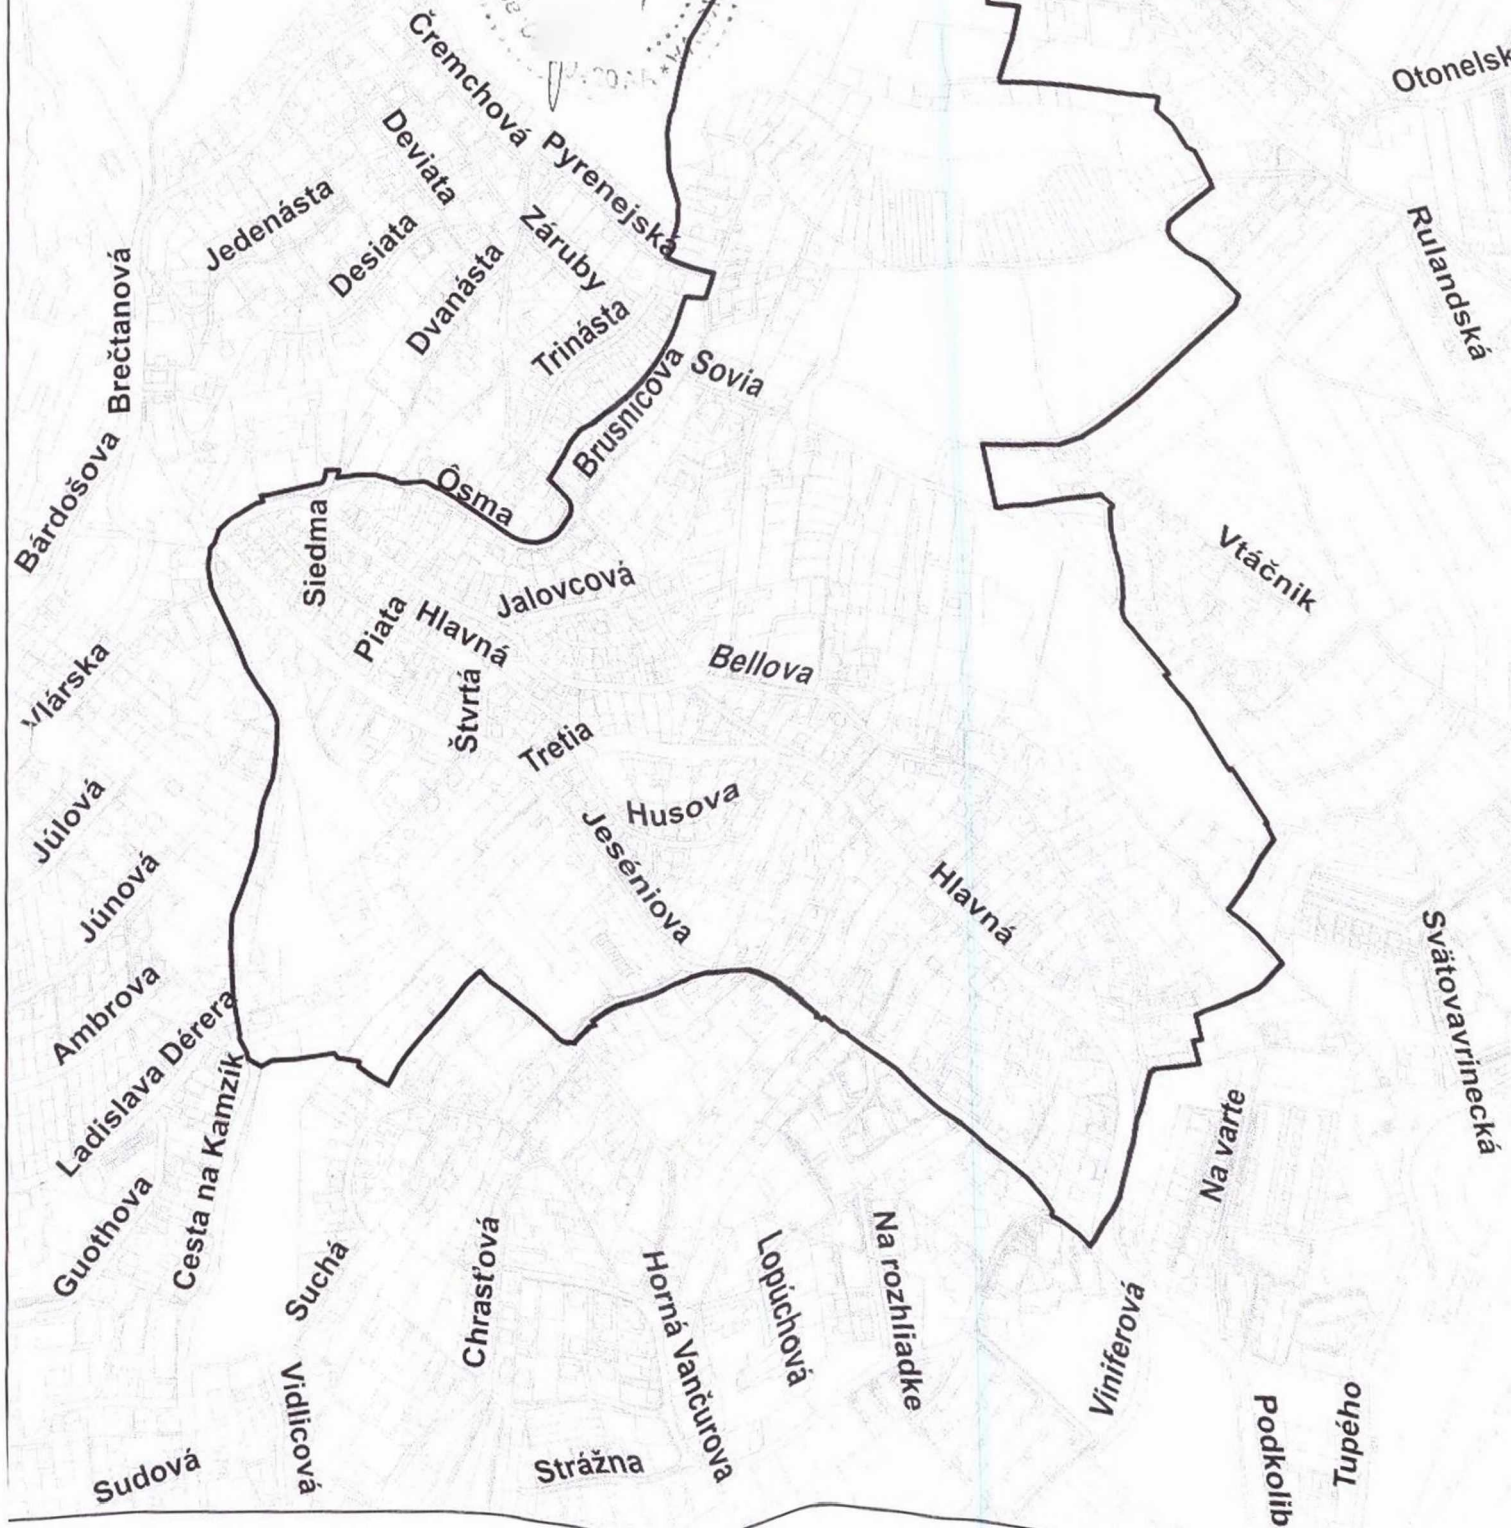 Čremchová
Otonelsk
Deviata
Pyrenejská
Jedenásta
Desiata
Záruby
Rulandská
Brečtanová
Dvanásta
Trinásta
Brusnicova
Sovia
Bárdošova
Ôsma
Siedma
Vtáčnik
Jalovcová
Piata
Hlavná
Vlárska
Bellova
Štvrtá
Tretia
Júlová
Husova
Jeséniova
Júnová
Hlavná
Svätovavrinecká
Ambrova
Ladislava Dérera
Cesta na Kamzík
Na varte
Guothova
Suchá
Chrasťová
Horná Vančurova
Lopúchová
Na rozhliadke
Viniferová
Vidlicová
Podkolib
Tupého
Sudová
Strážna